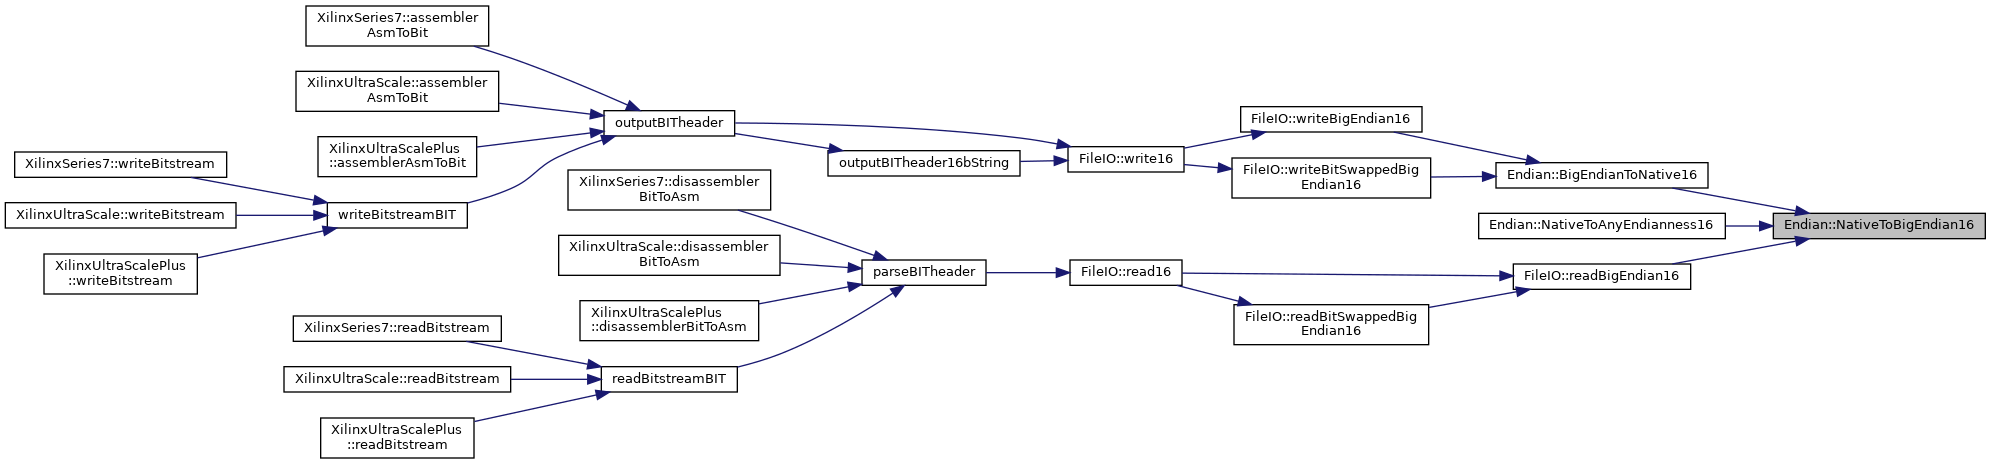 XilinxSeries7::assembler
AsmToBit
XilinxUltraScale::assembler
AsmToBit
XilinxUltraScalePlus
::assemblerAsmToBit
XilinxSeries7::writeBitstream
XilinxUltraScale::writeBitstream
XilinxUltraScalePlus
::writeBitstream
writeBitstreamBIT
outputBITheader
outputBITheader16bString
XilinxSeries7::disassembler
BitToAsm
XilinxUltraScale::disassembler
BitToAsm
XilinxUltraScalePlus
::disassemblerBitToAsm
XilinxSeries7::readBitstream
XilinxUltraScale::readBitstream
XilinxUltraScalePlus
::readBitstream
readBitstreamBIT
parseBITheader
FileIO::write16
FileIO::read16
FileIO::writeBigEndian16
FileIO::writeBitSwappedBig
Endian16
Endian::BigEndianToNative16
Endian::NativeToAnyEndianness16
FileIO::readBigEndian16
FileIO::readBitSwappedBig
Endian16
Endian::NativeToBigEndian16